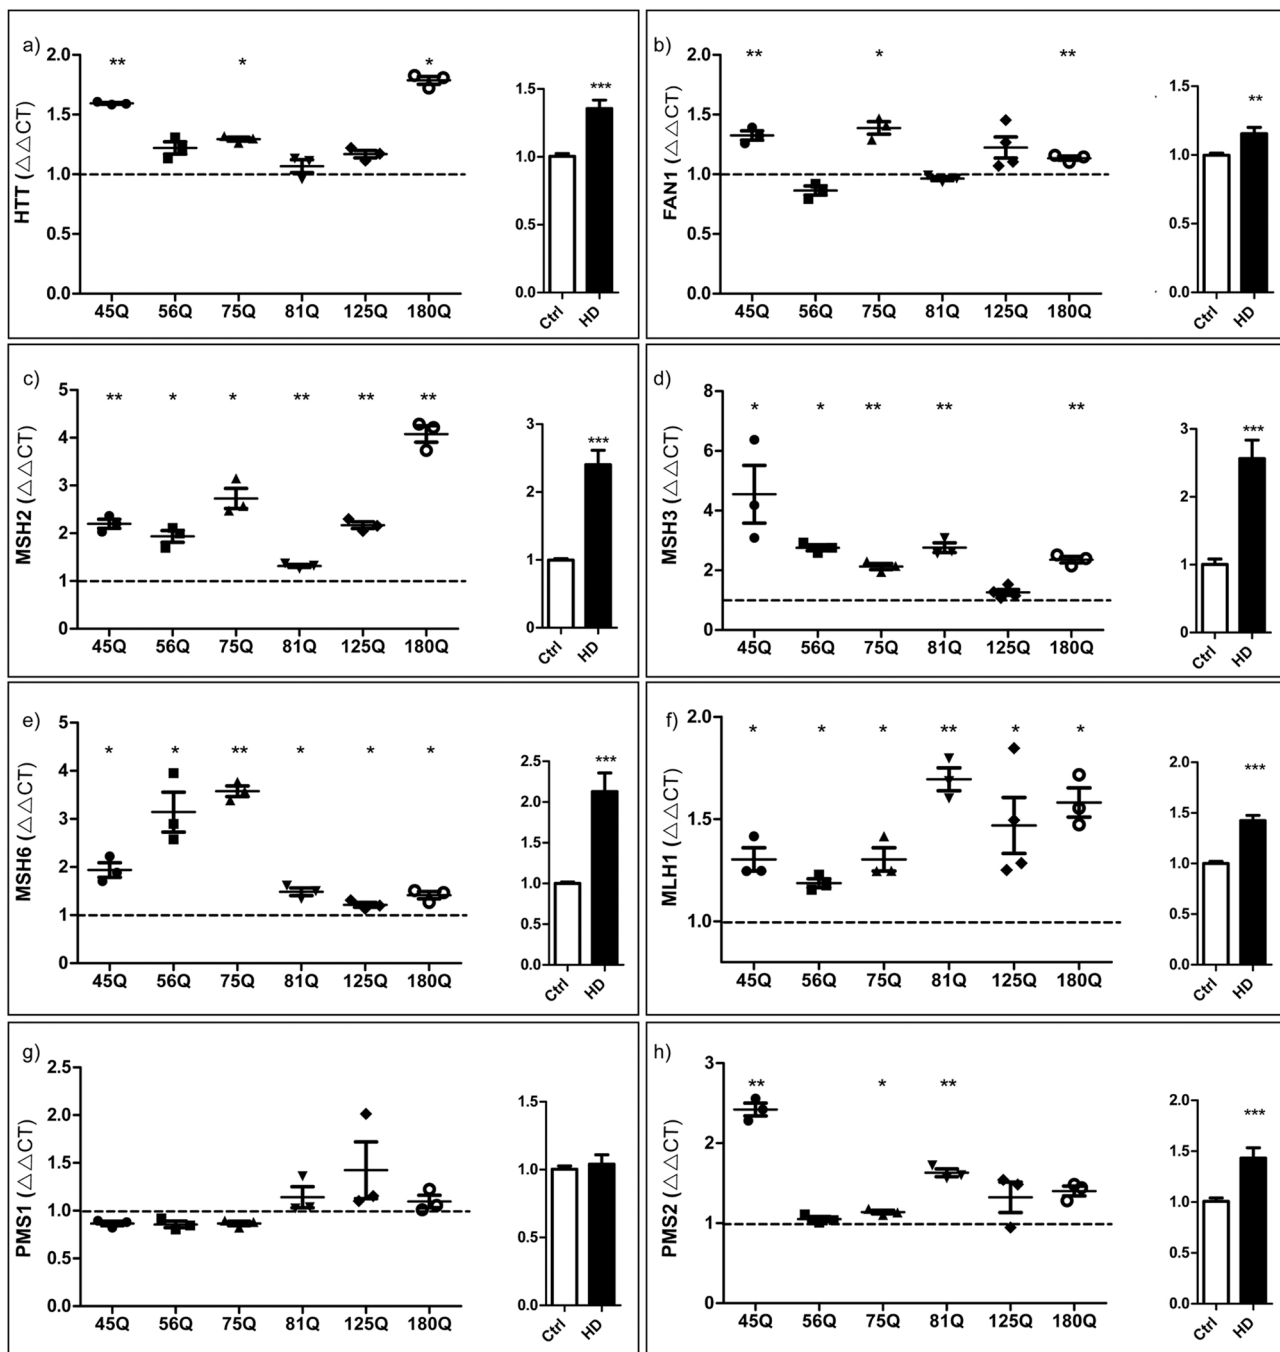 a)
HTT (△△CT)
2.0
1.5
1.0
0.5
0.0
** * *
45Q 56Q 75Q 81Q 125Q 180Q
1.5
1.0
0.5
0.0
***
Ctrl HD
b)
FAN1 (△△CT)
2.0
1.5
1.0
0.5
0.0
** * **
45Q 56Q 75Q 81Q 125Q 180Q
1.5
1.0
0.5
0.0
**
Ctrl HD
c)
MSH2 (△△CT)
5
4
3
2
1
0
** * * ** ** **
45Q 56Q 75Q 81Q 125Q 180Q
3
2
1
0
***
Ctrl HD
d)
MSH3 (△△CT)
8
6
4
2
0
* * ** ** **
45Q 56Q 75Q 81Q 125Q 180Q
3
2
1
0
***
Ctrl HD
e)
MSH6 (△△CT)
5
4
3
2
1
0
* * ** * * *
45Q 56Q 75Q 81Q 125Q 180Q
2.5
2.0
1.5
1.0
0.5
0.0
***
Ctrl HD
f)
MLH1 (△△CT)
2.0
1.5
1.0
* * * ** * *
45Q 56Q 75Q 81Q 125Q 180Q
2.0
1.5
1.0
0.5
0.0
***
Ctrl HD
g)
PMS1 (△△CT)
2.5
2.0
1.5
1.0
0.5
0.0
45Q 56Q 75Q 81Q 125Q 180Q
1.5
1.0
0.5
0.0
Ctrl HD
h)
PMS2 (△△CT)
3
2
1
0
** * **
45Q 56Q 75Q 81Q 125Q 180Q
2.0
1.5
1.0
0.5
0.0
***
Ctrl HD